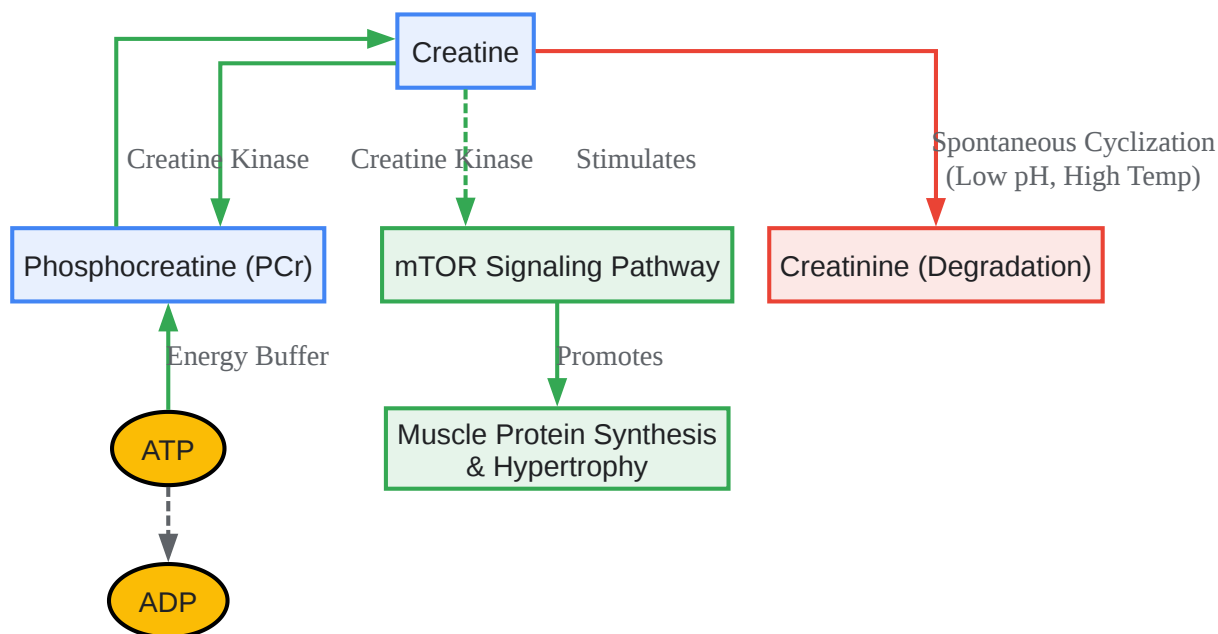 Creatine
Creatine Kinase
Creatine Kinase
Stimulates
Spontaneous Cyclization
(Low pH, High Temp)
Phosphocreatine (PCr)
mTOR Signaling Pathway
Creatinine (Degradation)
Energy Buffer
Promotes
ATP
Muscle Protein Synthesis
& Hypertrophy
ADP